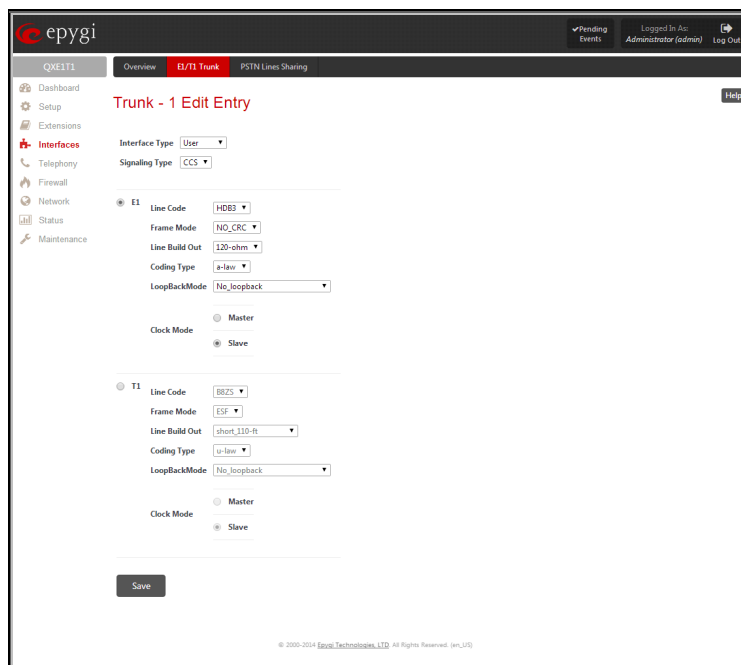 epygi
✔Pending Events
Logged In As:
Administrator (admin)
Log Out
QXE1T1
Overview
E1/T1 Trunk
PSTN Lines Sharing
Dashboard
Setup
Extensions
Interfaces
Telephony
Firewall
Network
Status
Maintenance
Help
Trunk - 1 Edit Entry
Interface Type User
Signaling Type CCS
E1
Line Code HDB3
Frame Mode NO_CRC
Line Build Out 120-ohm
Coding Type a-law
LoopBackMode No_loopback
Clock Mode
Master
Slave
T1
Line Code B8ZS
Frame Mode ESF
Line Build Out short_110-ft
Coding Type u-law
LoopBackMode No_loopback
Clock Mode
Master
Slave
Save
© 2000-2014 Epygi Technologies, LTD. All Rights Reserved. (en_US)